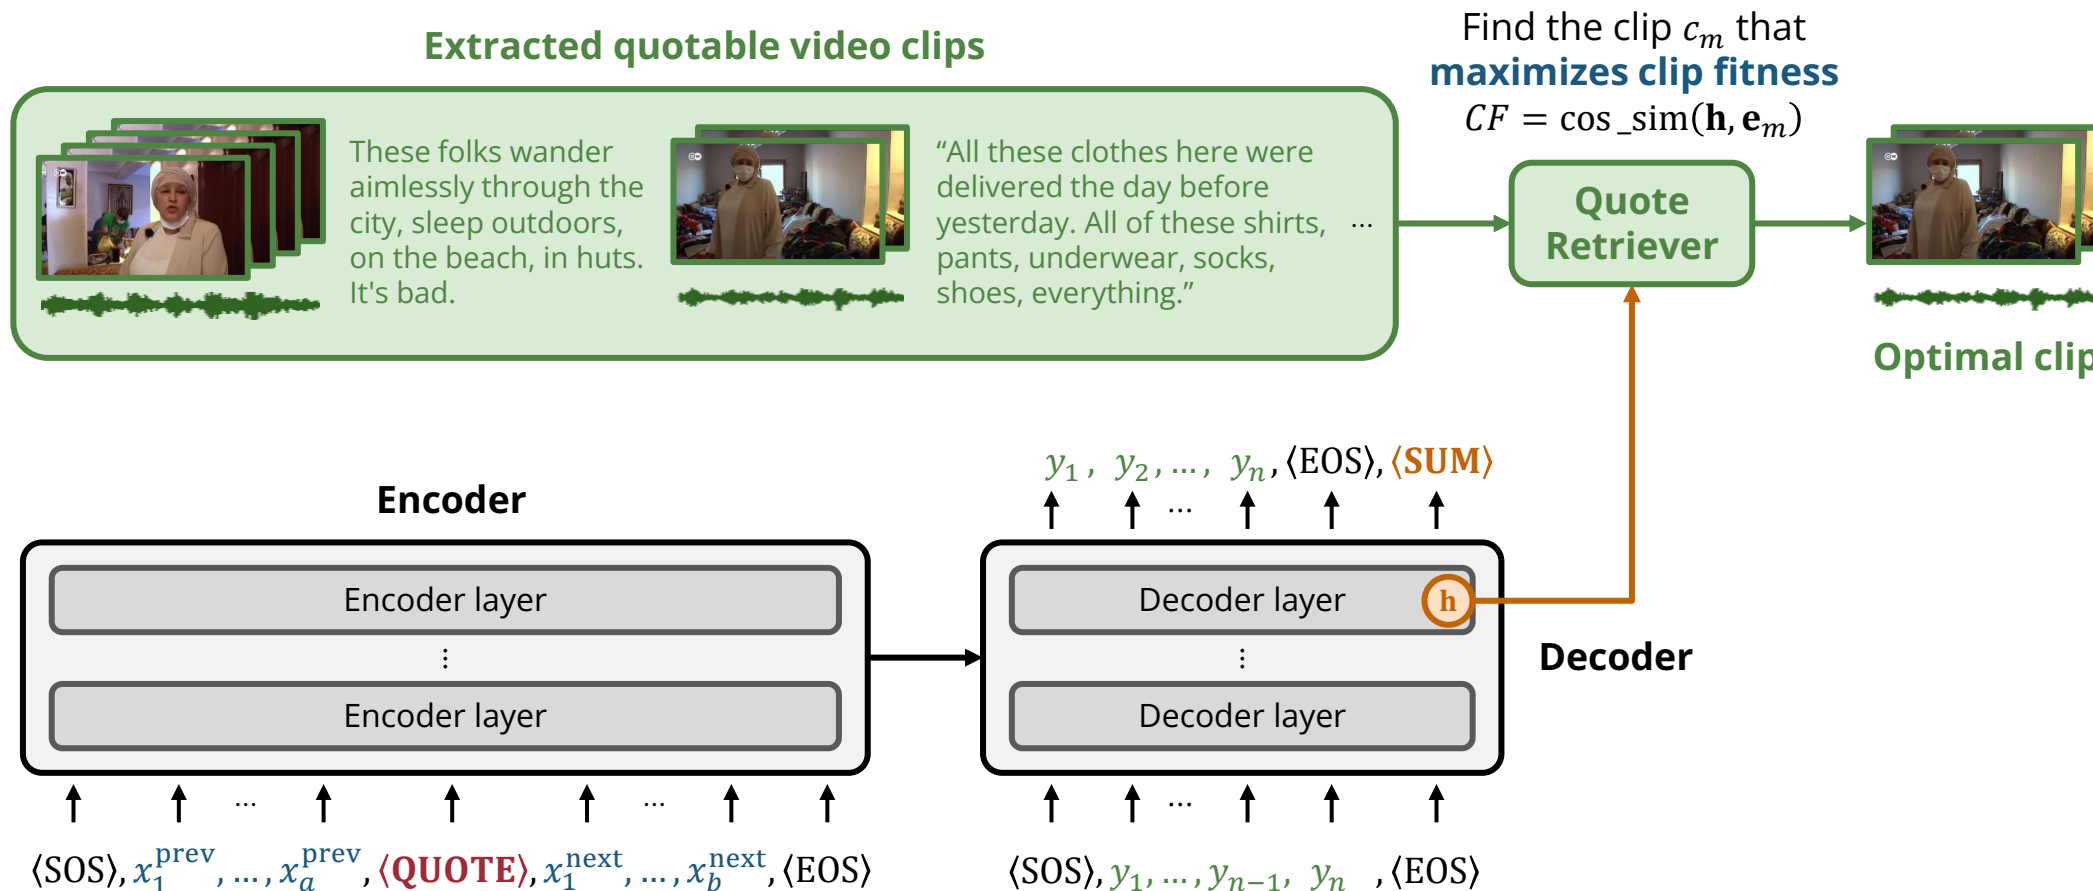 Extracted quotable video clips
These folks wander
aimlessly through the
city, sleep outdoors,
on the beach, in huts.
It's bad.
“All these clothes here were
delivered the day before
yesterday. All of these shirts,
pants, underwear, socks,
shoes, everything.”
...
Find the clip c_m that
maximizes clip fitness
CF = cos_sim(h, e_m)
Quote
Retriever
Optimal clip
Encoder
Encoder layer
⋮
Encoder layer
... ...
⟨SOS⟩, x_1^prev, ..., x_a^prev, ⟨QUOTE⟩, x_1^next, ..., x_b^next, ⟨EOS⟩
y_1, y_2, ..., y_n, ⟨EOS⟩, ⟨SUM⟩
...
Decoder layer
h
⋮
Decoder layer
Decoder
...
⟨SOS⟩, y_1, ..., y_{n−1}, y_n, ⟨EOS⟩